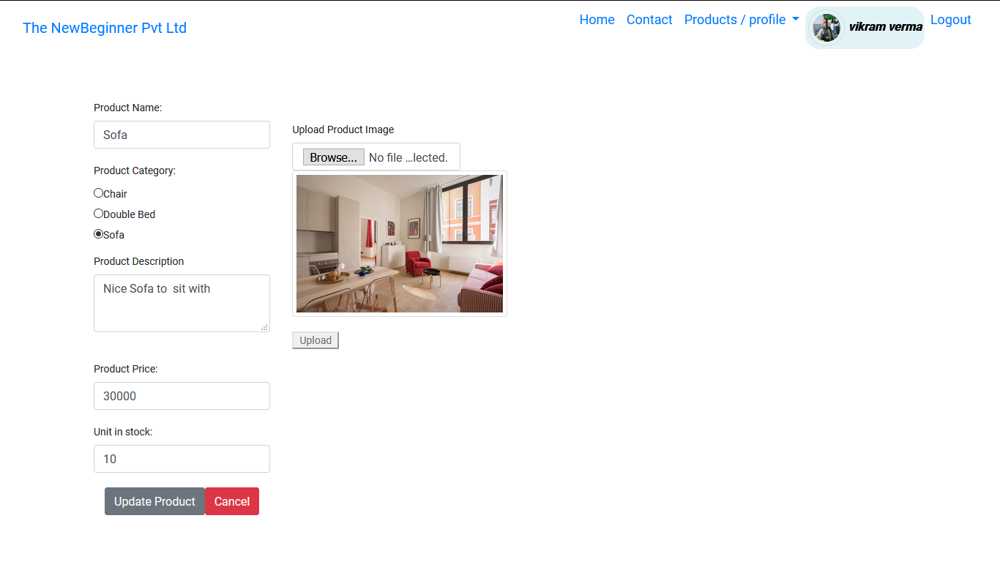 The NewBeginner Pvt Ltd
Home Contact Products / profile vikram verma Logout
Product Name:
Sofa
Product Category:
Chair
Double Bed
Sofa
Product Description
Nice Sofa to  sit with
Product Price:
30000
Unit in stock:
10
Update Product Cancel
Upload Product Image
Browse... No file ...lected.
Upload